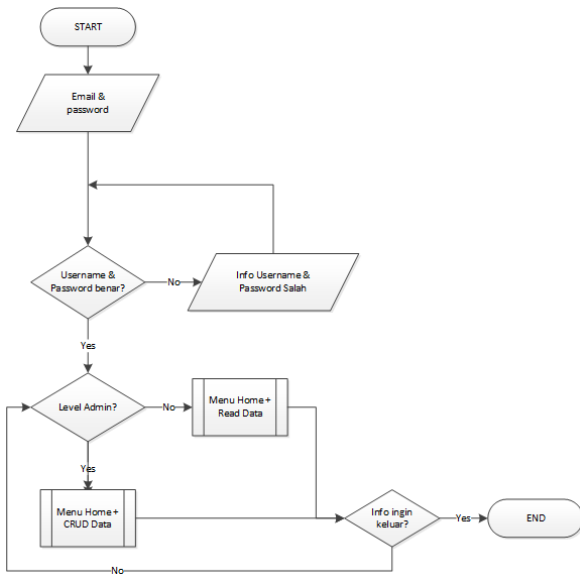 START
Email &
password
Username &
Password benar?
No
Info Username &
Password Salah
Yes
Level Admin?
No
Menu Home +
Read Data
Yes
Menu Home +
CRUD Data
Info ingin
keluar?
Yes
END
No